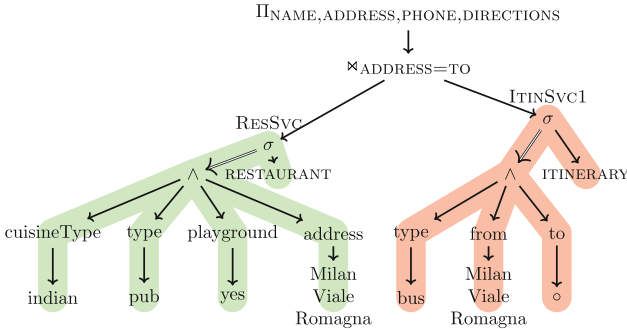 ΠNAME,ADDRESS,PHONE,DIRECTIONS
⋈ADDRESS=TO
ITINSVC1
RESSVC
σ
σ
∧ RESTAURANT
∧ ITINERARY
cuisineType type playground address type from to
indian pub yes Milan Viale Romagna bus Milan Viale Romagna ∘